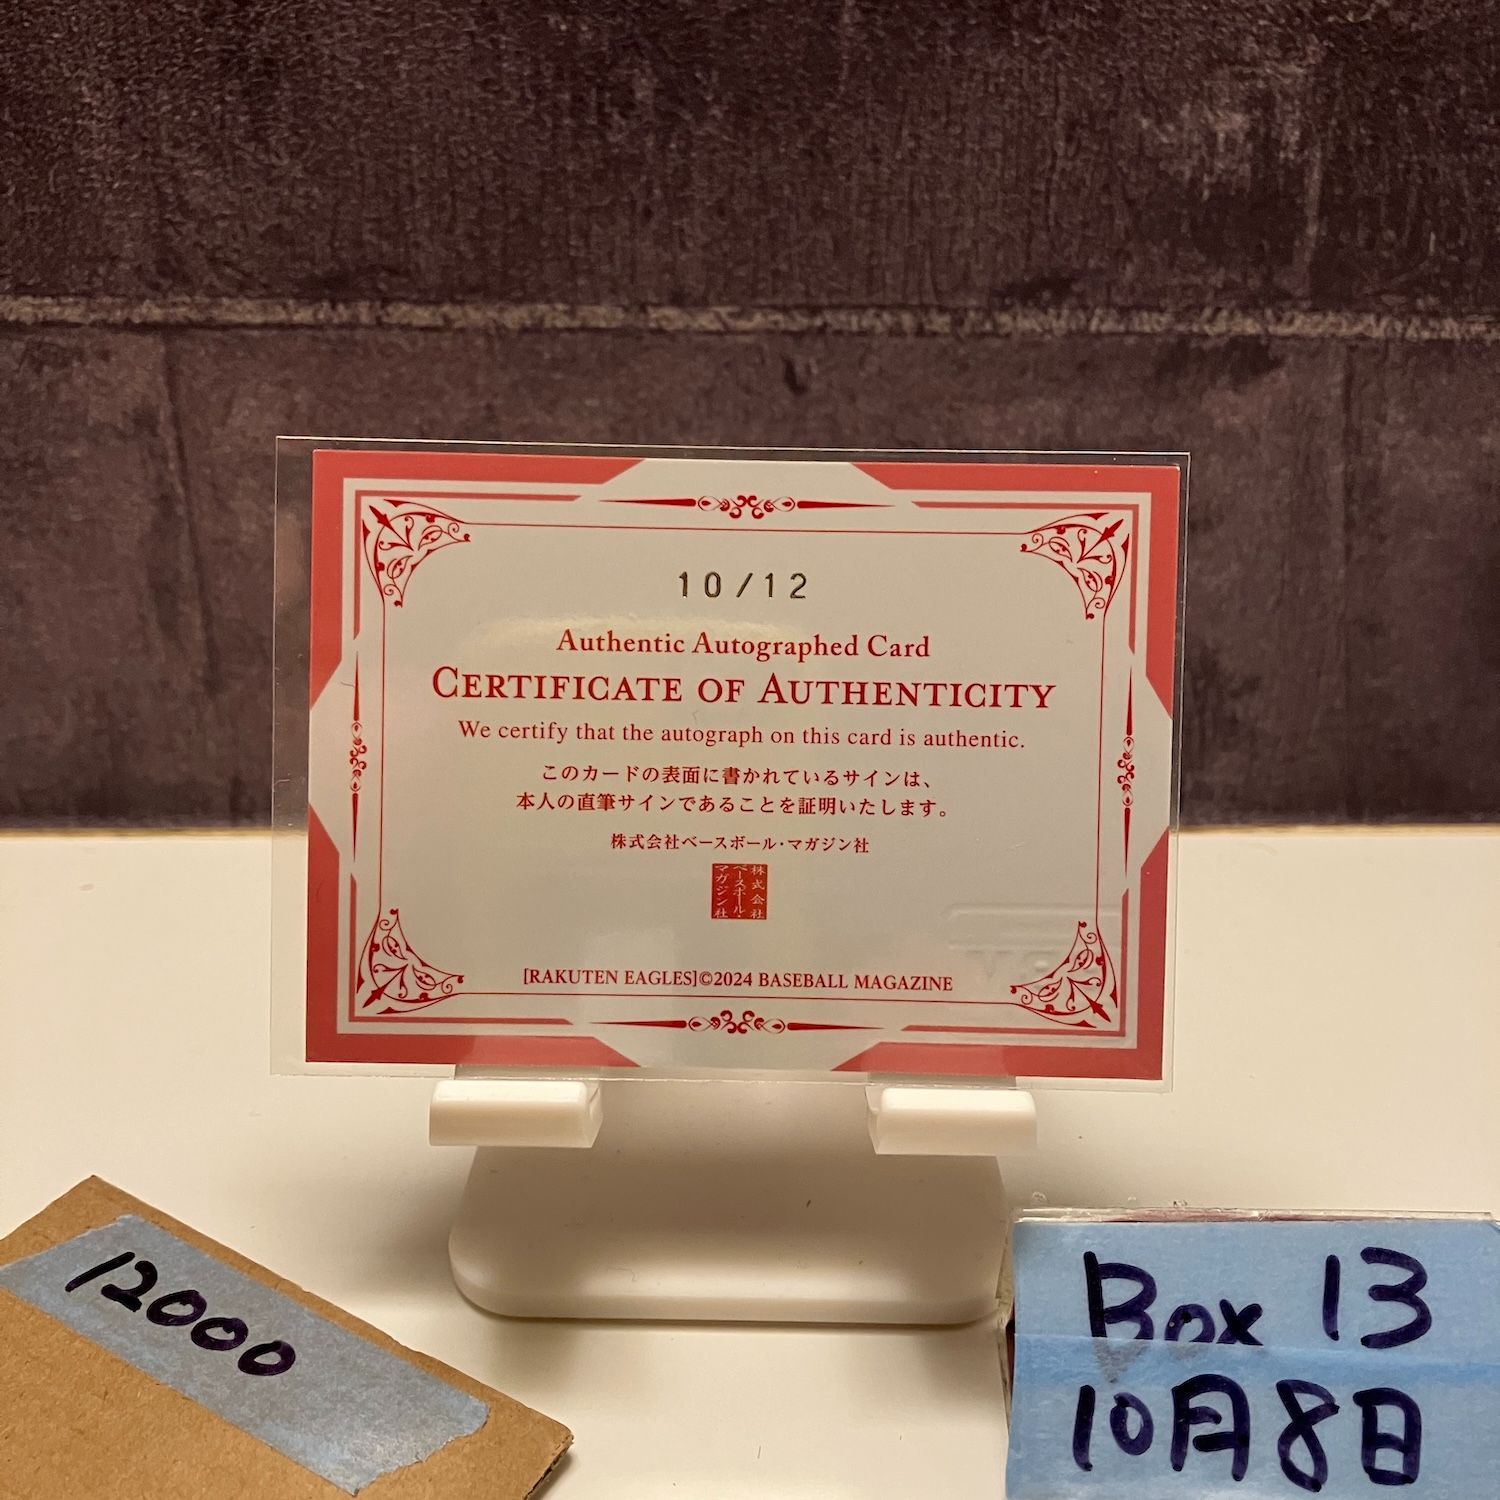 10/12
Authentic Autographed Card
CERTIFICATE OF AUTHENTICITY
We certify that the autograph on this card is authentic.
このカードの表面に書かれているサインは、
本人の直筆サインであることを証明いたします。
株式会社ベースボール・マガジン社
株式会社
ベースボール・
マガジン社
[RAKUTEN EAGLES]©2024 BASEBALL MAGAZINE
12000
Box 13
10月8日